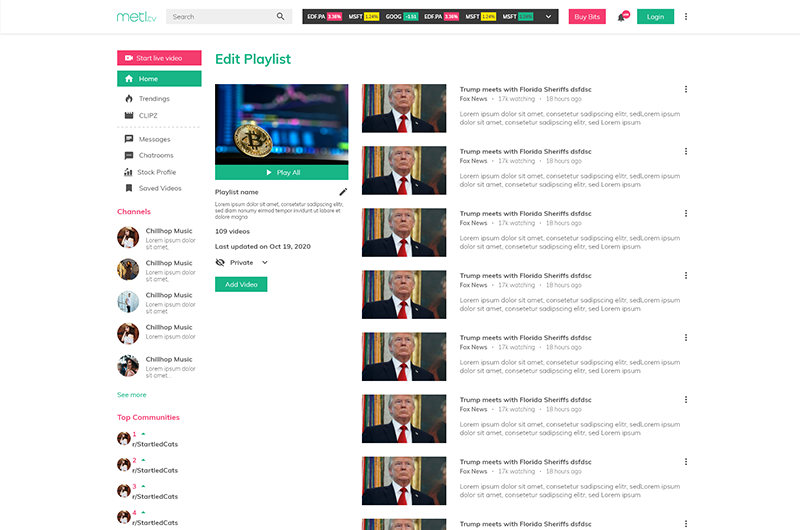 metl.tv
Search
EDF.PA 3.36% MSFT 1.24% GOOG -1.51 EDF.PA 3.36% MSFT 1.24% MSFT 1.24%
Buy Bits
Login
Start live video
Home
Trendings
CLIPZ
Messages
Chatrooms
Stock Profile
Saved Videos
Channels
Chillhop Music
Lorem ipsum dolor
sit amet,
Chillhop Music
Lorem ipsum dolor
sit amet,
Chillhop Music
Lorem ipsum dolor
sit amet,
Chillhop Music
Lorem ipsum dolor
Chillhop Music
Lorem ipsum dolor
sit amet...
See more
Top Communities
1
r/StartledCats
2
r/StartledCats
3
r/StartledCats
4
r/StartledCats
Edit Playlist
Play All
Playlist name
Lorem ipsum dolor sit amet, consetetur sadipscing elitr,
sed diam nonumy eirmod tempor invidunt ut labore et
dolore magna
109 videos
Last updated on Oct 19, 2020
Private
Add Video
Trump meets with Florida Sheriffs dsfdsc
Fox News • 17k watching • 18 hours ago
Lorem ipsum dolor sit amet, consetetur sadipscing elitr, sedLorem ipsum
dolor sit amet, consetetur sadipscing elitr, sed Lorem ipsum
Trump meets with Florida Sheriffs dsfdsc
Fox News • 17k watching • 18 hours ago
Lorem ipsum dolor sit amet, consetetur sadipscing elitr, sedLorem ipsum
dolor sit amet, consetetur sadipscing elitr, sed Lorem ipsum
Trump meets with Florida Sheriffs dsfdsc
Fox News • 17k watching • 18 hours ago
Lorem ipsum dolor sit amet, consetetur sadipscing elitr, sedLorem ipsum
dolor sit amet, consetetur sadipscing elitr, sed Lorem ipsum
Trump meets with Florida Sheriffs dsfdsc
Fox News • 17k watching • 18 hours ago
Lorem ipsum dolor sit amet, consetetur sadipscing elitr, sedLorem ipsum
dolor sit amet, consetetur sadipscing elitr, sed Lorem ipsum
Trump meets with Florida Sheriffs dsfdsc
Fox News • 17k watching • 18 hours ago
Lorem ipsum dolor sit amet, consetetur sadipscing elitr, sedLorem ipsum
dolor sit amet, consetetur sadipscing elitr, sed Lorem ipsum
Trump meets with Florida Sheriffs dsfdsc
Fox News • 17k watching • 18 hours ago
Lorem ipsum dolor sit amet, consetetur sadipscing elitr, sedLorem ipsum
dolor sit amet, consetetur sadipscing elitr, sed Lorem ipsum
Trump meets with Florida Sheriffs dsfdsc
Fox News • 17k watching • 18 hours ago
Lorem ipsum dolor sit amet, consetetur sadipscing elitr, sedLorem ipsum
dolor sit amet, consetetur sadipscing elitr, sed Lorem ipsum
Trump meets with Florida Sheriffs dsfdsc